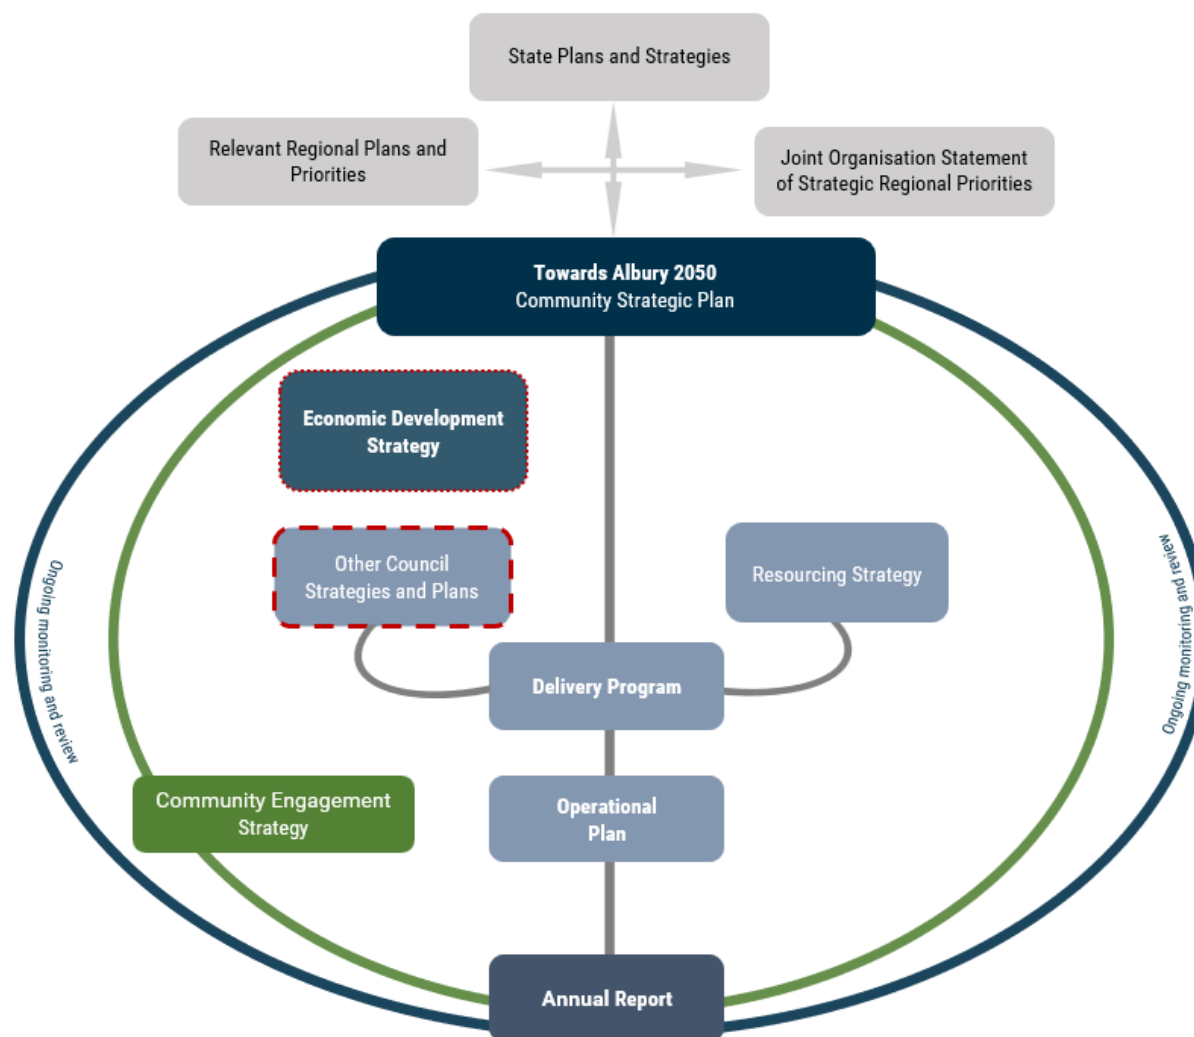 State Plans and Strategies
Relevant Regional Plans and
Priorities
Joint Organisation Statement
of Strategic Regional Priorities
Towards Albury 2050
Community Strategic Plan
Economic Development
Strategy
Other Council
Strategies and Plans
Resourcing Strategy
Ongoing monitoring and review
Ongoing monitoring and review
Delivery Program
Community Engagement
Strategy
Operational
Plan
Annual Report